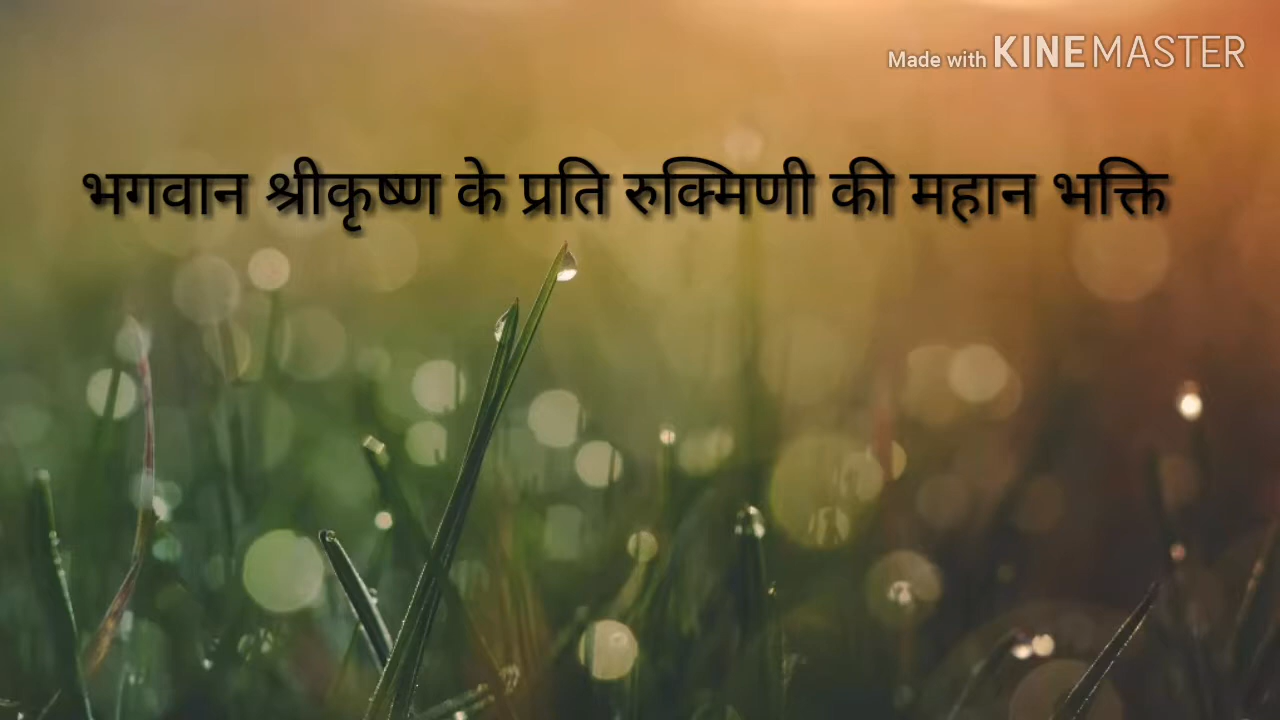 Made with KINEMASTER
भगवान श्रीकृष्ण के प्रति रुक्मिणी की महान भक्ति